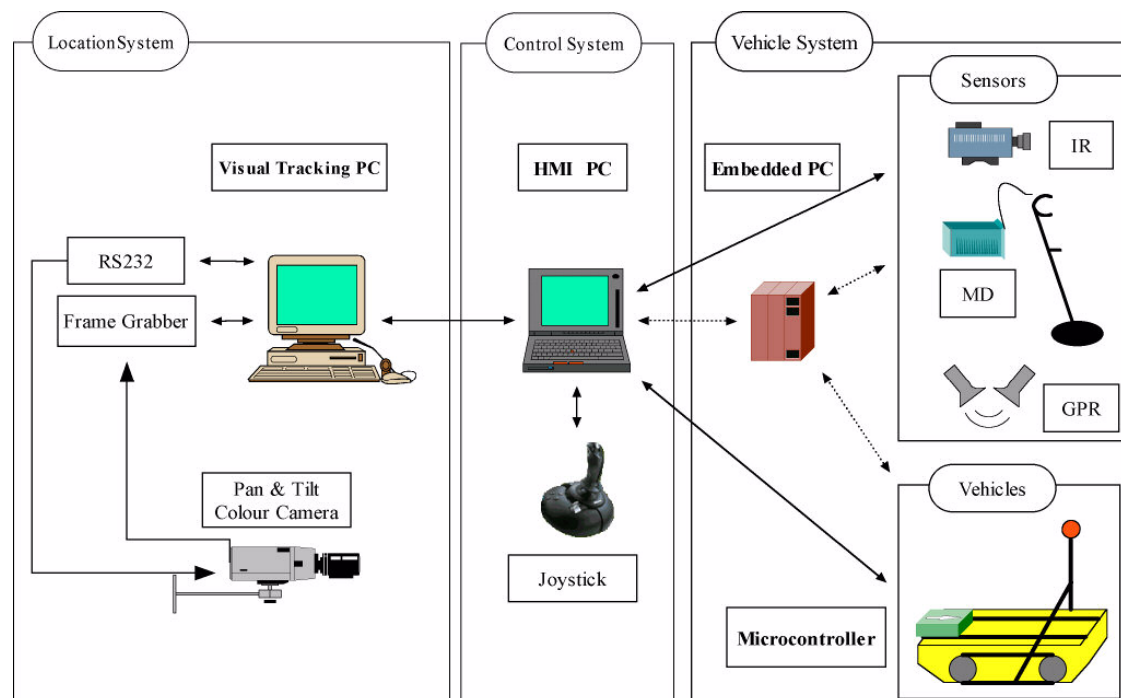 LocationSystem
Control System
Vehicle System
Sensors
Visual Tracking PC
HMI PC
Embedded PC
IR
RS232
Frame Grabber
MD
GPR
Pan & Tilt
Colour Camera
Joystick
Vehicles
Microcontroller